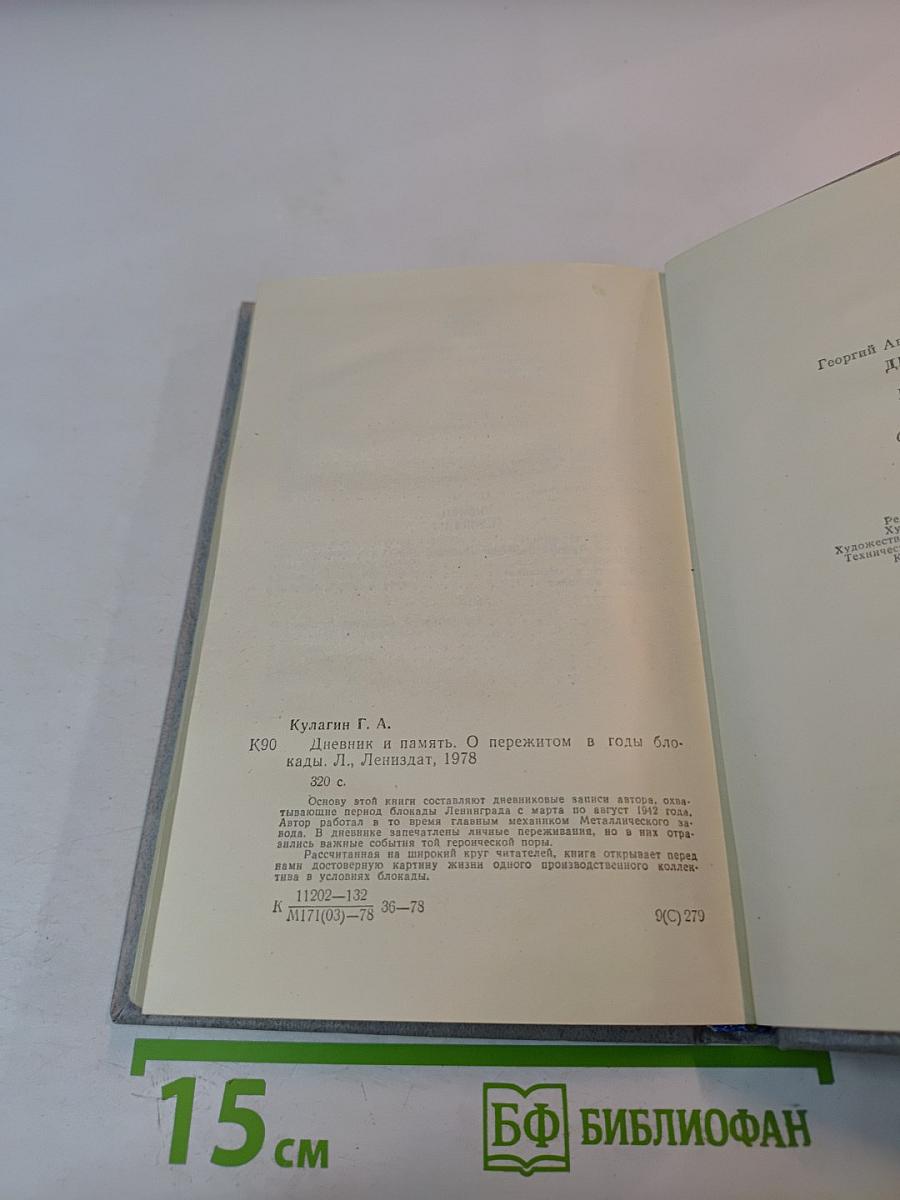 Кулагин Г. А.
К90 Дневник и память. О пережитом в годы бло-
кады. Л., Лениздат, 1978
320 с.
Основу этой книги составляют дневниковые записи автора, охва-
тывающие период блокады Ленинграда с марта по август 1942 года.
Автор работал в то время главным механиком Металлического за-
вода. В дневнике запечатлены личные переживания, но в них отра-
зились важные события той героической поры.
Рассчитанная на широкий круг читателей, книга открывает перед
нами достоверную картину жизни одного производственного коллек-
тива в условиях блокады.
К 11202—132
М171(03)—78 36—78
9(С)279
Георгий
Художеств
Техничес
15 см
БФ БИБЛИОФАН